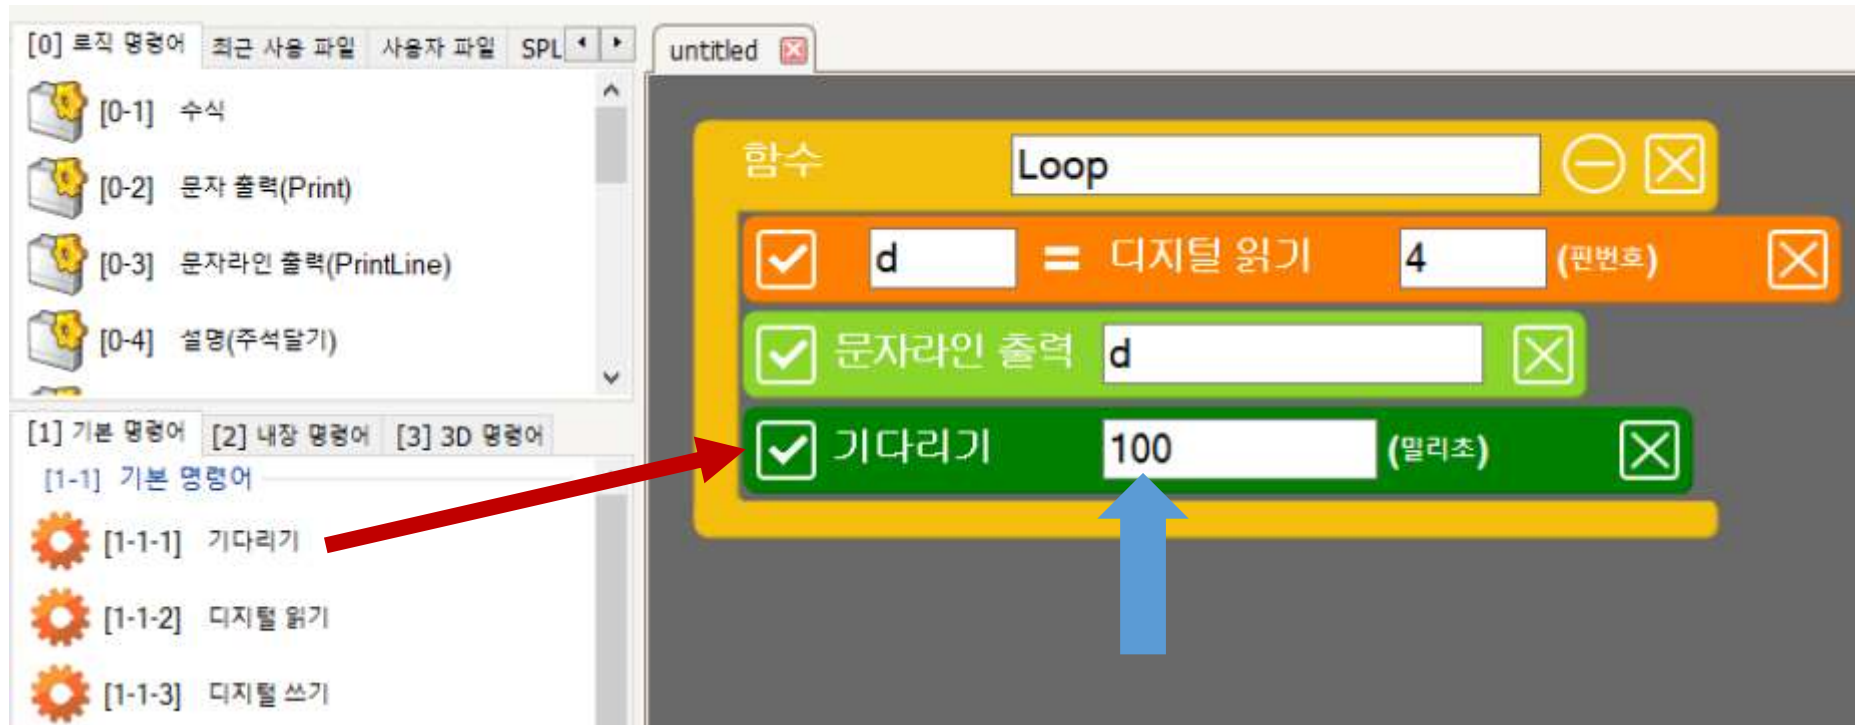 [0] 로직 명령어 최근 사용 파일 사용자 파일 SPL
[0-1] 수식
[0-2] 문자 출력(Print)
[0-3] 문자라인 출력(PrintLine)
[0-4] 설명(주석달기)
[1] 기본 명령어 [2] 내장 명령어 [3] 3D 명령어
[1-1] 기본 명령어
[1-1-1] 기다리기
[1-1-2] 디지털 읽기
[1-1-3] 디지털 쓰기
untitled
함수 Loop
d = 디지털 읽기 4 (핀번호)
문자라인 출력 d
기다리기 100 (밀리초)